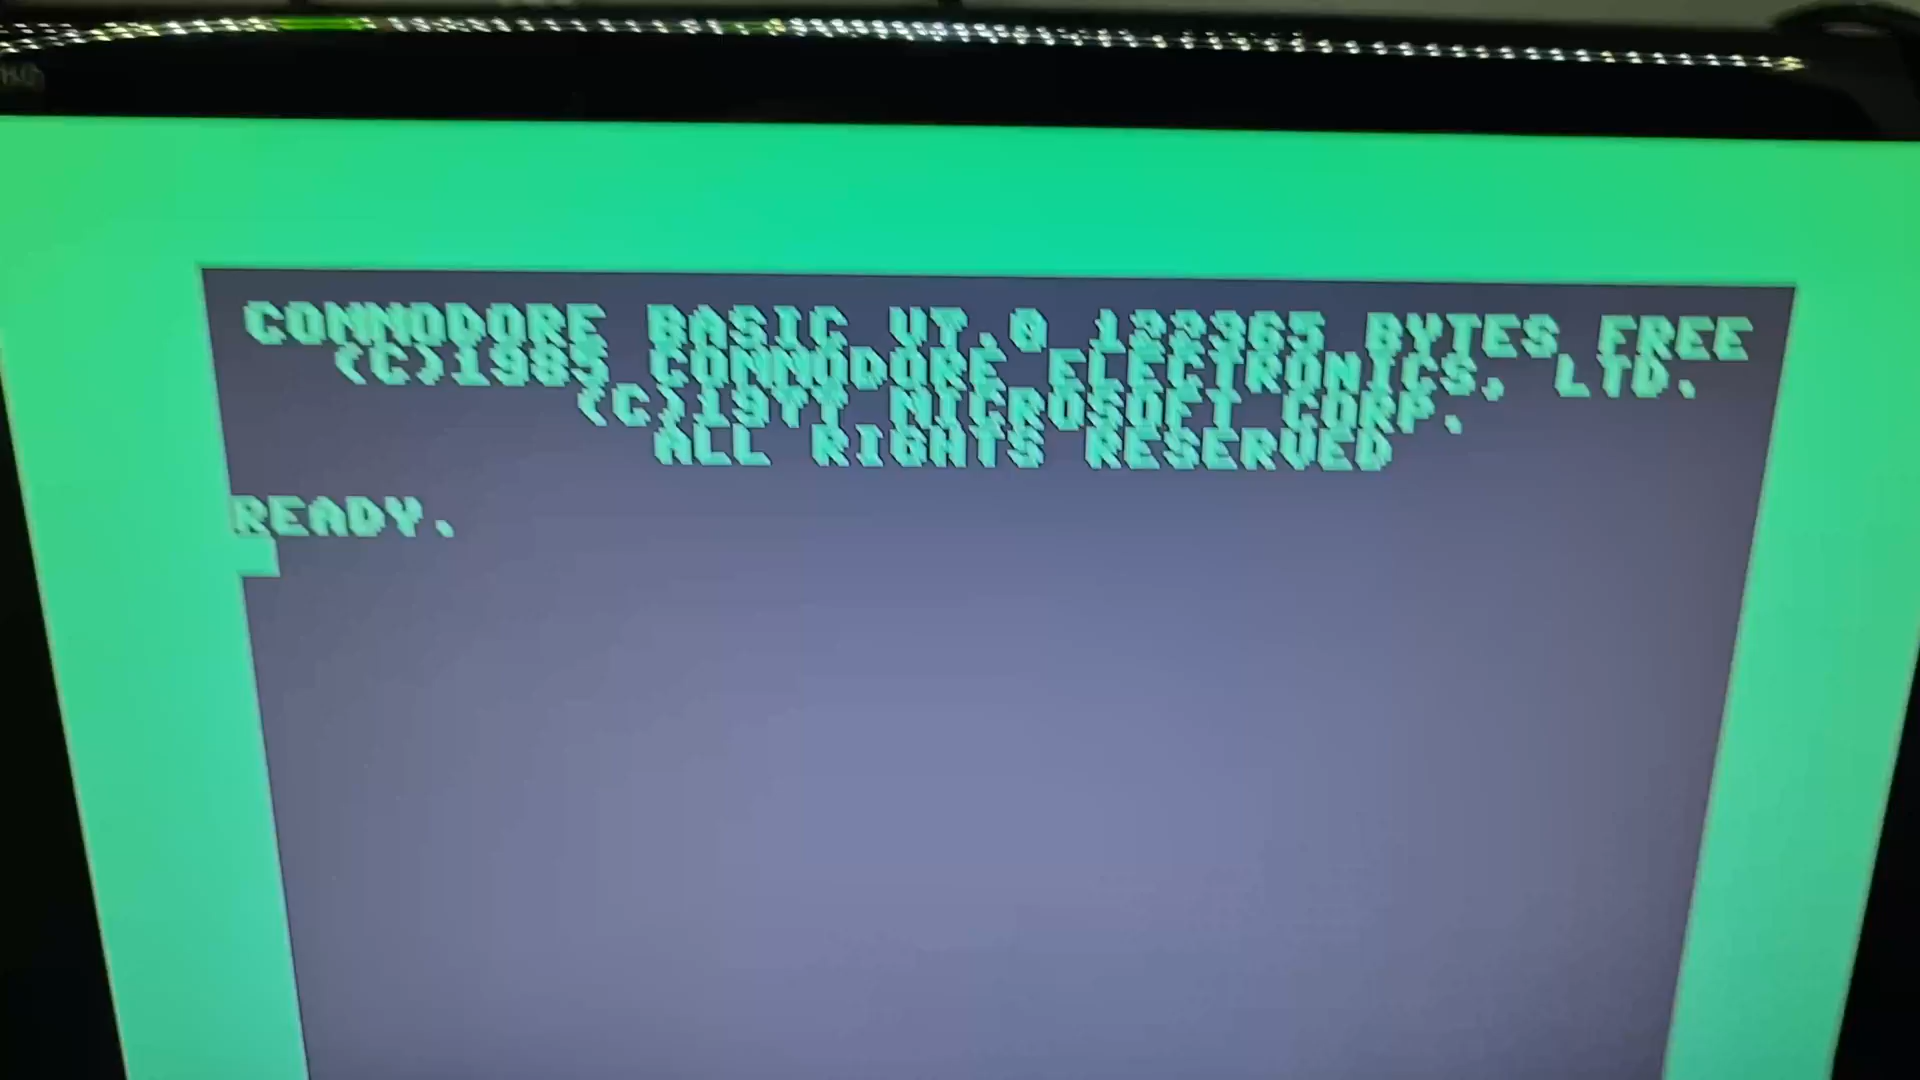 COMMODORE BASIC V7.0 122365 BYTES FREE
(C)1985 COMMODORE ELECTRONICS, LTD.
(C)1977 MICROSOFT CORP.
ALL RIGHTS RESERVED
READY.